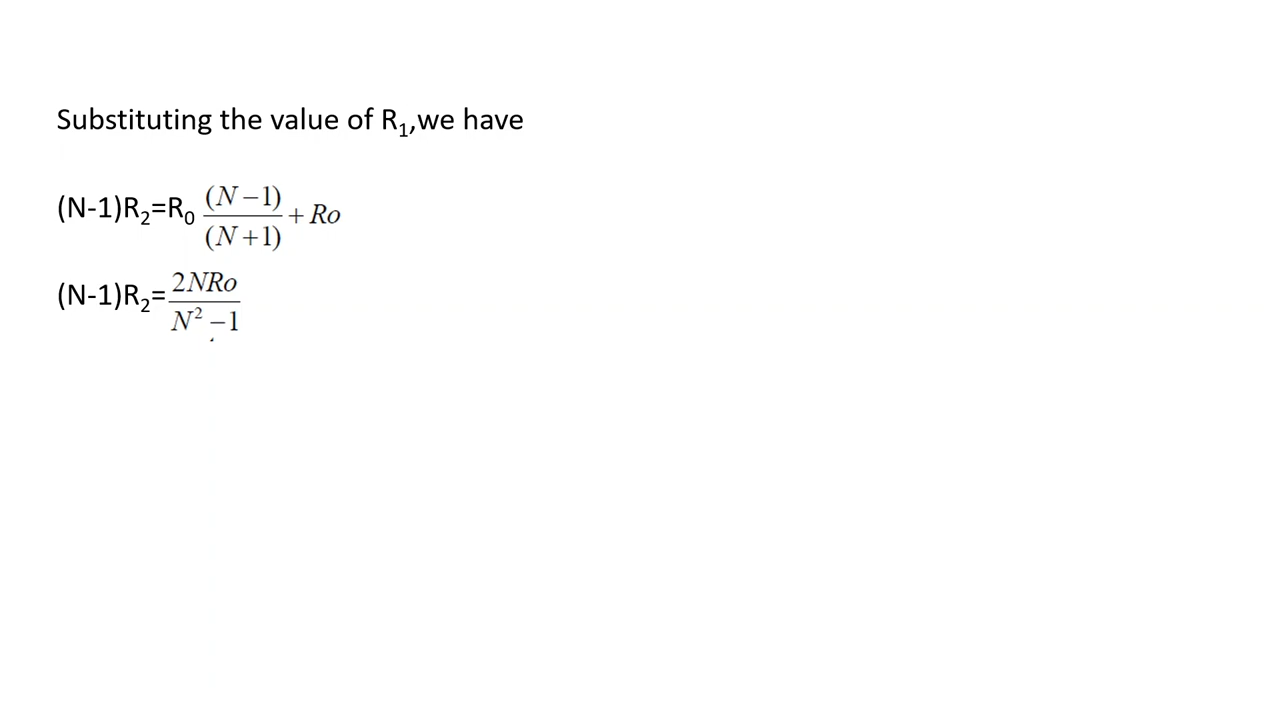 Substituting the value of R₁,we have
(N-1)R₂=R₀ (N−1)/(N+1) + Ro
(N-1)R₂= 2NRo/N² −1